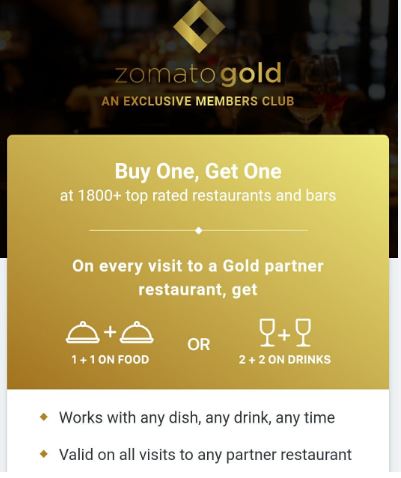 zomato gold
AN EXCLUSIVE MEMBERS CLUB
Buy One, Get One
at 1800+ top rated restaurants and bars
On every visit to a Gold partner
restaurant, get
1 + 1 ON FOOD
OR
2 + 2 ON DRINKS
Works with any dish, any drink, any time
Valid on all visits to any partner restaurant